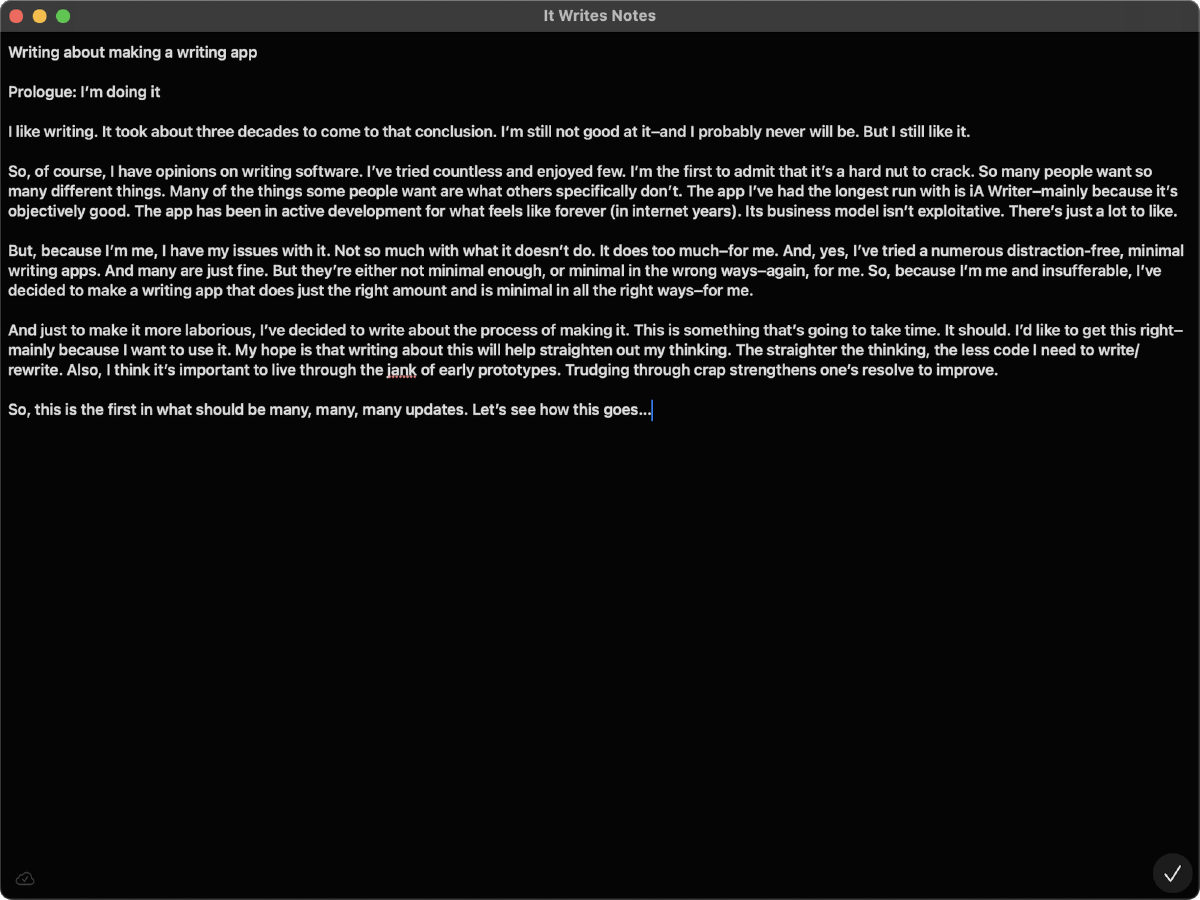 It Writes Notes
Writing about making a writing app
Prologue: I’m doing it
I like writing. It took about three decades to come to that conclusion. I’m still not good at it—and I probably never will be. But I still like it.
So, of course, I have opinions on writing software. I’ve tried countless and enjoyed few. I’m the first to admit that it’s a hard nut to crack. So many people want so
many different things. Many of the things some people want are what others specifically don’t. The app I’ve had the longest run with is iA Writer—mainly because it’s
objectively good. The app has been in active development for what feels like forever (in internet years). Its business model isn’t exploitative. There’s just a lot to like.
But, because I’m me, I have my issues with it. Not so much with what it doesn’t do. It does too much—for me. And, yes, I’ve tried a numerous distraction-free, minimal
writing apps. And many are just fine. But they’re either not minimal enough, or minimal in the wrong ways—again, for me. So, because I’m me and insufferable, I’ve
decided to make a writing app that does just the right amount and is minimal in all the right ways—for me.
And just to make it more laborious, I’ve decided to write about the process of making it. This is something that’s going to take time. It should. I’d like to get this right—
mainly because I want to use it. My hope is that writing about this will help straighten out my thinking. The straighter the thinking, the less code I need to write/
rewrite. Also, I think it’s important to live through the jank of early prototypes. Trudging through crap strengthens one’s resolve to improve.
So, this is the first in what should be many, many, many updates. Let’s see how this goes...